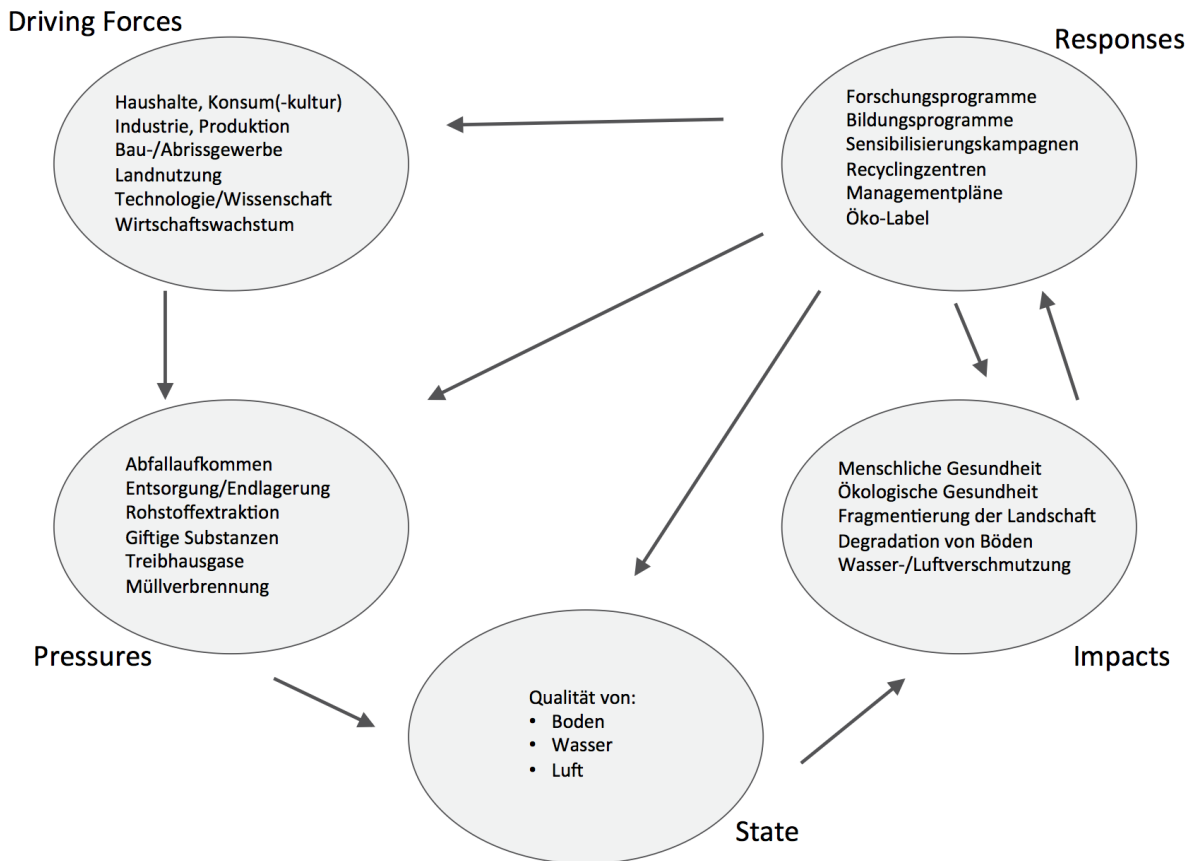 Driving Forces
Haushalte, Konsum(-kultur)
Industrie, Produktion
Bau-/Abrissgewerbe
Landnutzung
Technologie/Wissenschaft
Wirtschaftswachstum
Responses
Forschungsprogramme
Bildungsprogramme
Sensibilisierungskampagnen
Recyclingzentren
Managementpläne
Öko-Label
Abfallaufkommen
Entsorgung/Endlagerung
Rohstoffextraktion
Giftige Substanzen
Treibhausgase
Müllverbrennung
Pressures
Menschliche Gesundheit
Ökologische Gesundheit
Fragmentierung der Landschaft
Degradation von Böden
Wasser-/Luftverschmutzung
Impacts
Qualität von:
• Boden
• Wasser
• Luft
State